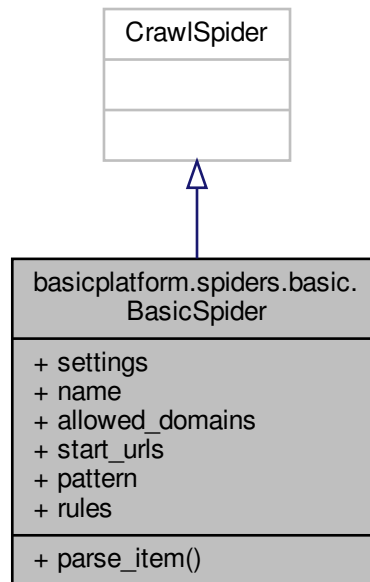 CrawlSpider
basicplatform.spiders.basic.
BasicSpider
+ settings
+ name
+ allowed_domains
+ start_urls
+ pattern
+ rules
+ parse_item()